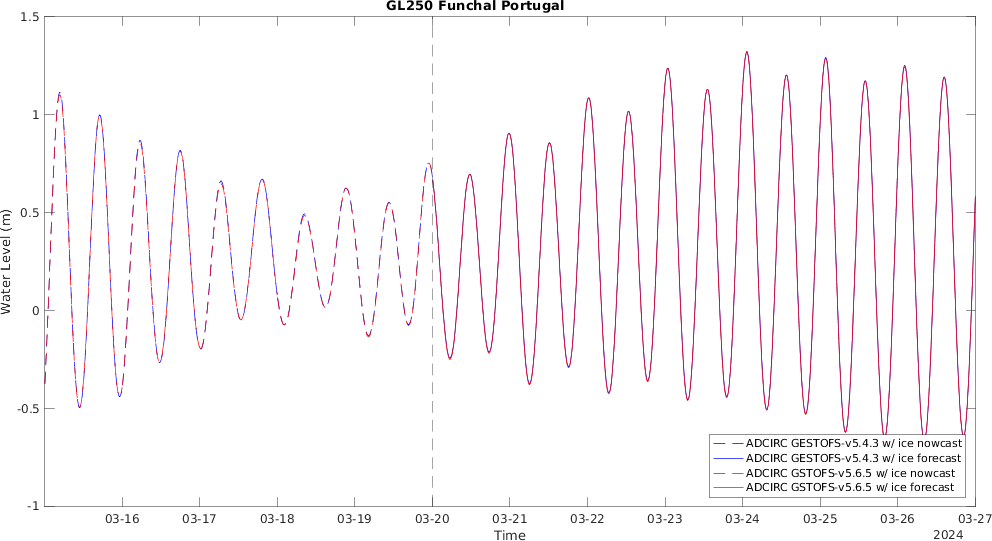 GL250 Funchal Portugal
1.5
1
0.5
0
-0.5
-1
Water Level (m)
ADCIRC GESTOFS-v5.4.3 w/ ice nowcast
ADCIRC GESTOFS-v5.4.3 w/ ice forecast
ADCIRC GSTOFS-v5.6.5 w/ ice nowcast
ADCIRC GSTOFS-v5.6.5 w/ ice forecast
03-16 03-17 03-18 03-19 03-20 03-21 03-22 03-23 03-24 03-25 03-26 03-27
Time
2024